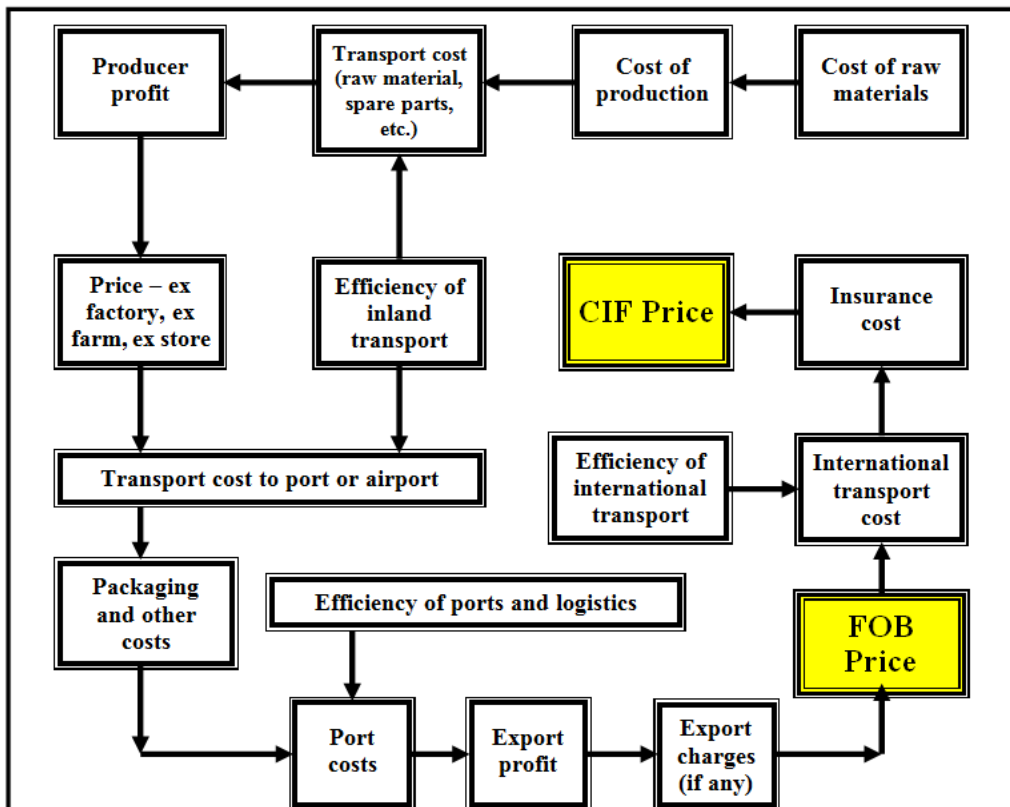 Producer
profit
Transport cost
(raw material,
spare parts,
etc.)
Cost of
production
Cost of raw
materials
Price – ex
factory, ex
farm, ex store
Efficiency of
inland
transport
CIF Price
Insurance
cost
Transport cost to port or airport
Efficiency of
international
transport
International
transport
cost
Packaging
and other
costs
Efficiency of ports and logistics
FOB
Price
Port
costs
Export
profit
Export
charges
(if any)